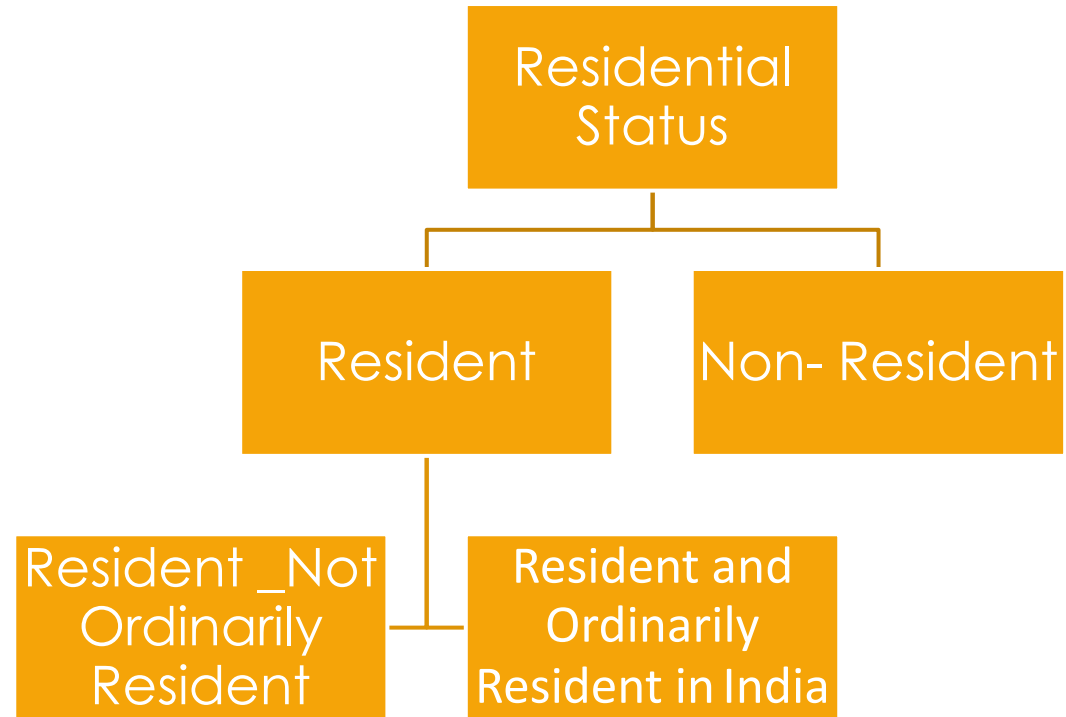 Residential
Status
Resident
Non- Resident
Resident _Not
Ordinarily
Resident
Resident and
Ordinarily
Resident in India